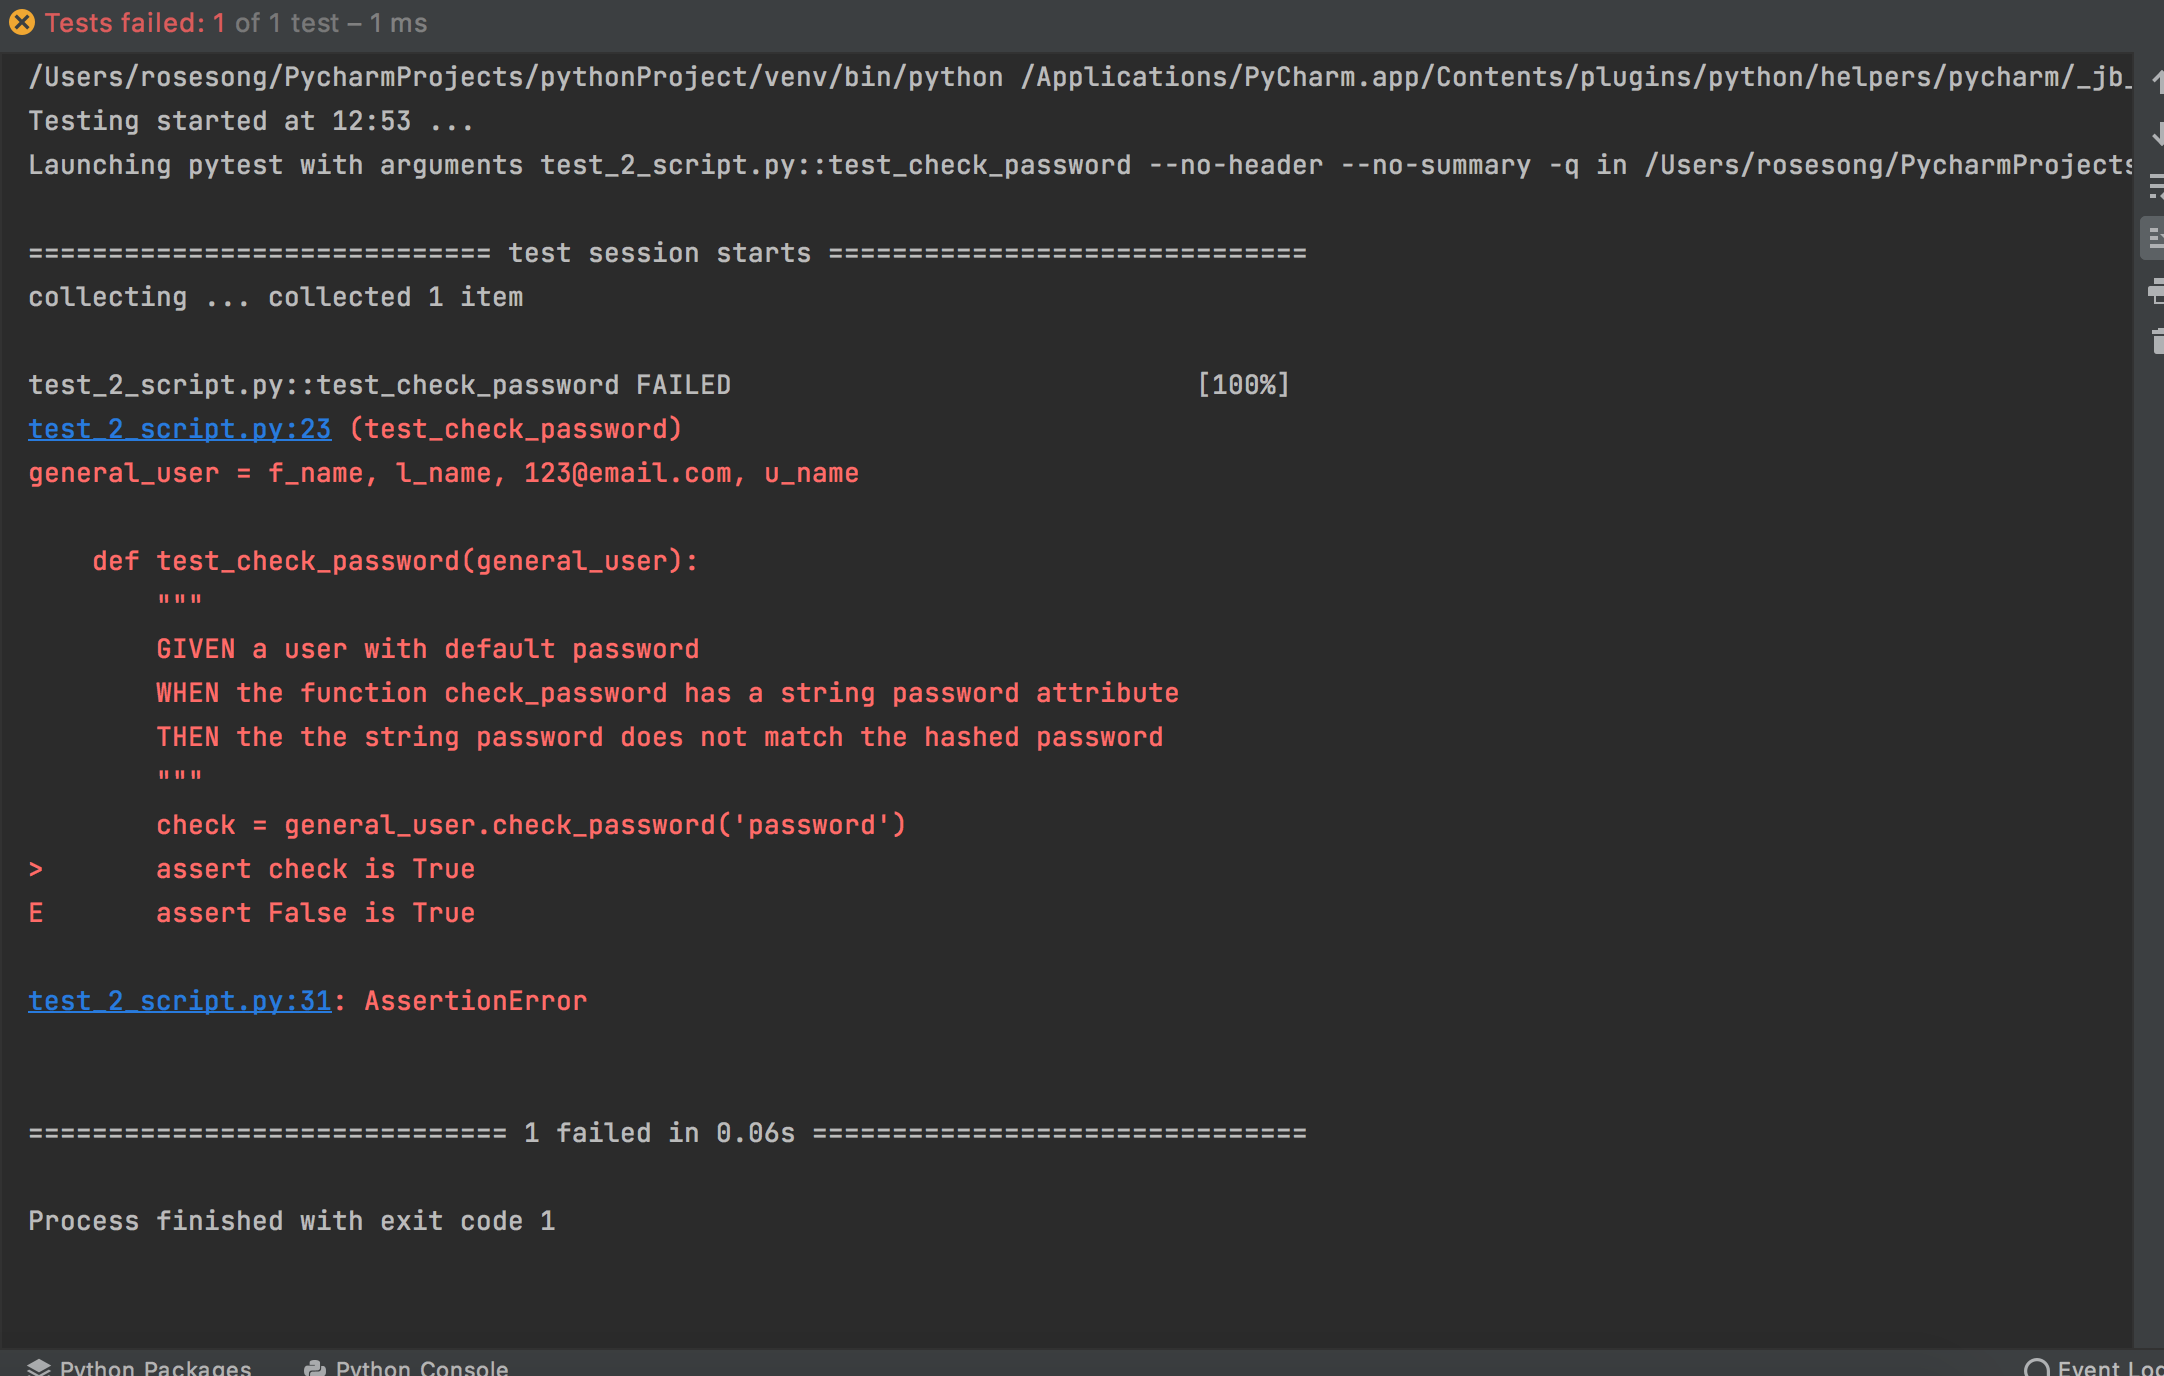 Tests failed: 1 of 1 test – 1 ms
/Users/rosesong/PycharmProjects/pythonProject/venv/bin/python /Applications/PyCharm.app/Contents/plugins/python/helpers/pycharm/_jb_
Testing started at 12:53 ...
Launching pytest with arguments test_2_script.py::test_check_password --no-header --no-summary -q in /Users/rosesong/PycharmProjects
============================= test session starts ==============================
collecting ... collected 1 item
test_2_script.py::test_check_password FAILED                             [100%]
test_2_script.py:23 (test_check_password)
general_user = f_name, l_name, 123@email.com, u_name
    def test_check_password(general_user):
        """
        GIVEN a user with default password
        WHEN the function check_password has a string password attribute
        THEN the the string password does not match the hashed password
        """
        check = general_user.check_password('password')
>       assert check is True
E       assert False is True
test_2_script.py:31: AssertionError
============================== 1 failed in 0.06s ===============================
Process finished with exit code 1
Python Packages    Python Console    Event Log